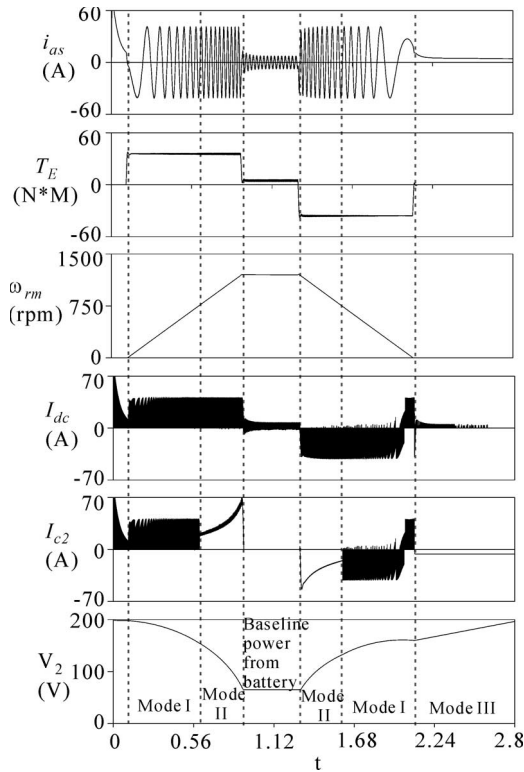 60
i_as
(A)
0
-60
60
T_E
(N*M)
0
-60
1500
ω_rm
(rpm)
750
0
70
I_dc
(A)
0
-70
70
I_c2
(A)
0
-70
200
V_2
(V)
100
0
Baseline
power
from
battery
Mode I
Mode
II
Mode
II
Mode I
Mode III
0
0.56
1.12
1.68
2.24
2.8
t